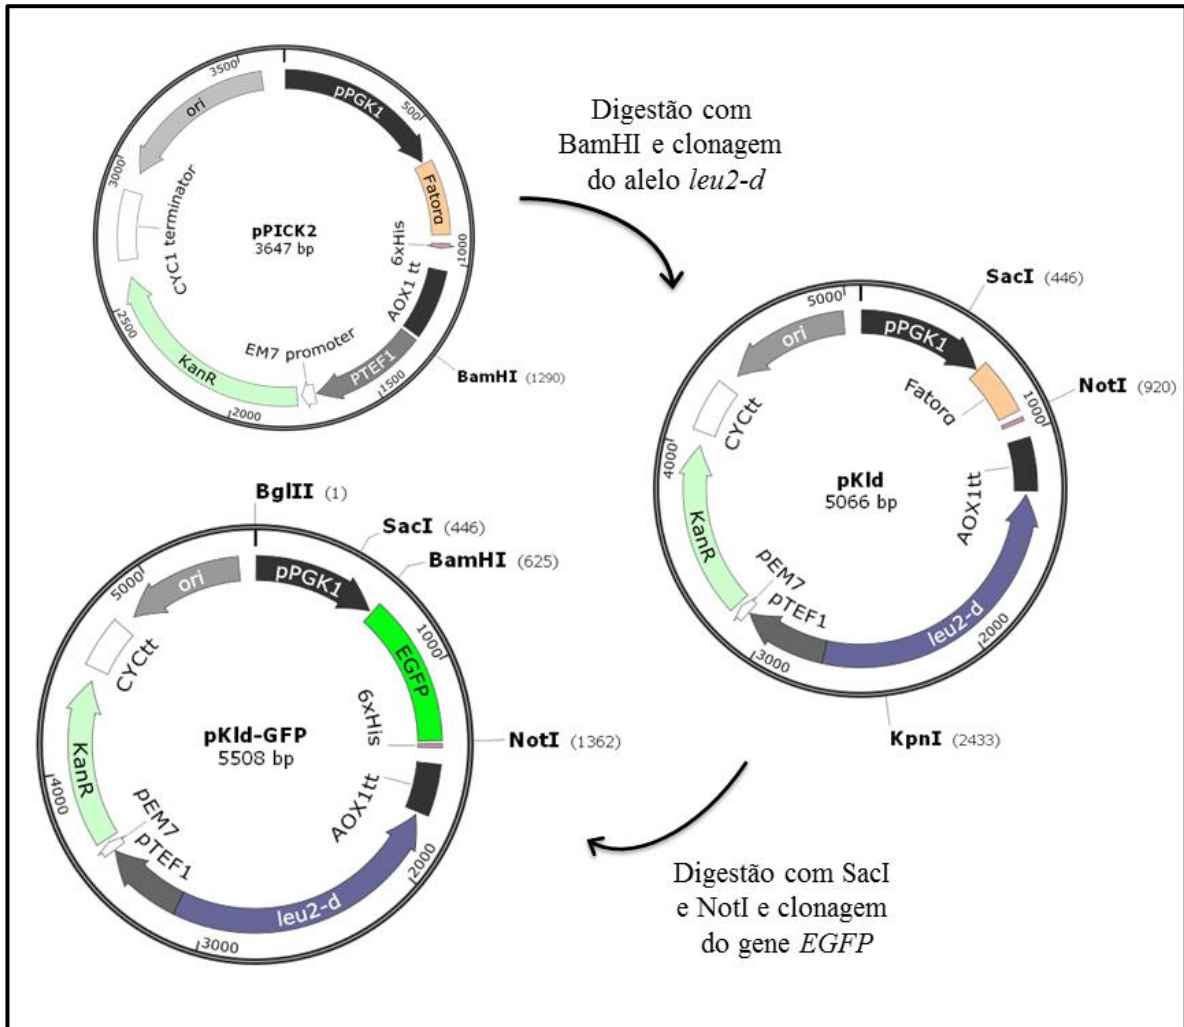 3500
ori
pPGK1
500
Fatorα
3000
CYC1 terminator
pPICK2
3647 bp
6xHis
1000
AOX1 tt
EM7 promoter
2500
KanR
PTEF1
1500
2000
BamHI (1290)
Digestão com
BamHI e clonagem
do alelo leu2-d
5000
ori
pPGK1
SacI (446)
Fatorα
NotI (920)
1000
CYCtt
4000
pKld
5066 bp
AOX1tt
KanR
pEM7
pTEF1
leu2-d
2000
3000
KpnI (2433)
BglII (1)
SacI (446)
BamHI (625)
5000
ori
pPGK1
1000
EGFP
CYCtt
6xHis
pKld-GFP
5508 bp
NotI (1362)
KanR
4000
AOX1tt
pEM7
pTEF1
leu2-d
2000
3000
Digestão com SacI
e NotI e clonagem
do gene EGFP